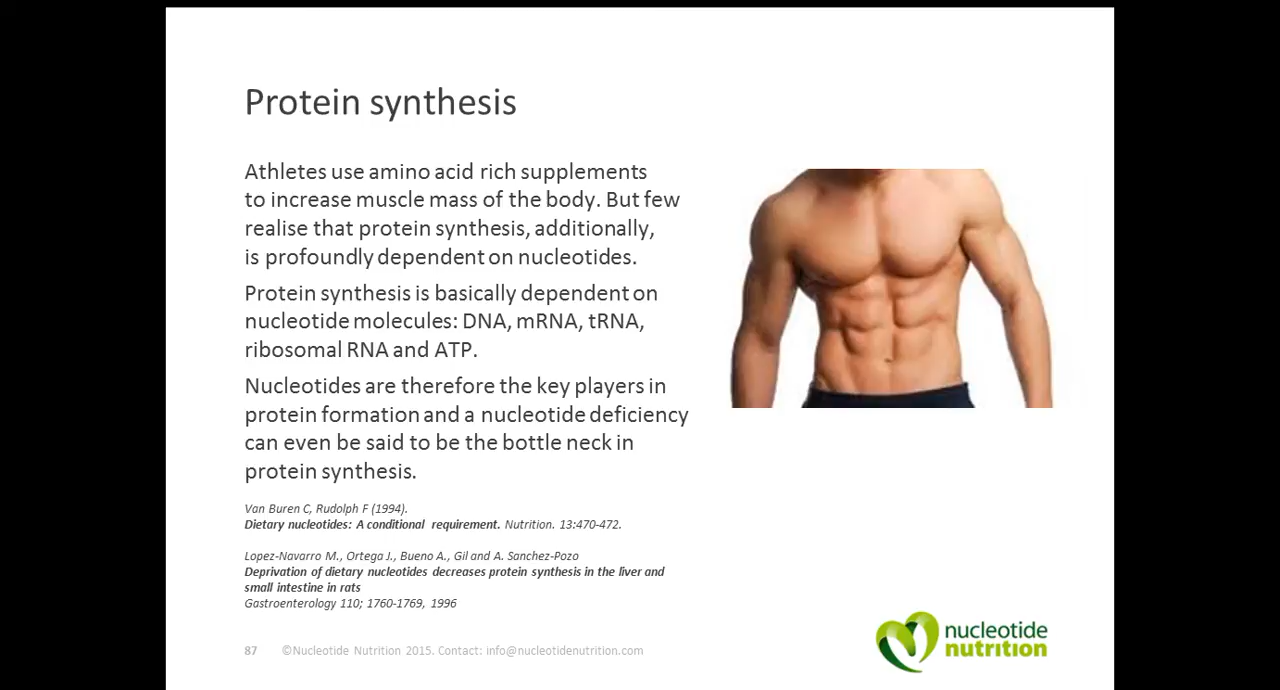 Protein synthesis
Athletes use amino acid rich supplements
to increase muscle mass of the body. But few
realise that protein synthesis, additionally,
is profoundly dependent on nucleotides.
Protein synthesis is basically dependent on
nucleotide molecules: DNA, mRNA, tRNA,
ribosomal RNA and ATP.
Nucleotides are therefore the key players in
protein formation and a nucleotide deficiency
can even be said to be the bottle neck in
protein synthesis.
Van Buren C, Rudolph F (1994).
Dietary nucleotides: A conditional requirement. Nutrition. 13:470-472.
Lopez-Navarro M., Ortega J., Bueno A., Gil and A. Sanchez-Pozo
Deprivation of dietary nucleotides decreases protein synthesis in the liver and
small intestine in rats
Gastroenterology 110; 1760-1769, 1996
87 ©Nucleotide Nutrition 2015. Contact: info@nucleotidenutrition.com
nucleotide
nutrition